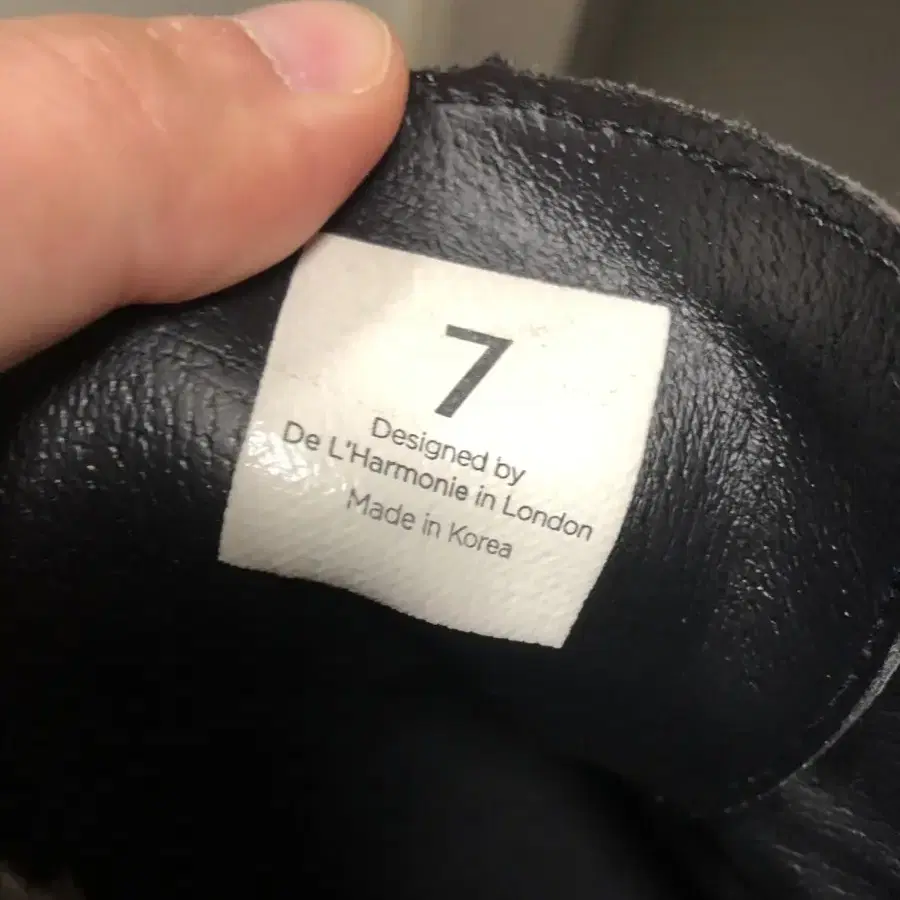 7
Designed by
De L'Harmonie in London
Made in Korea